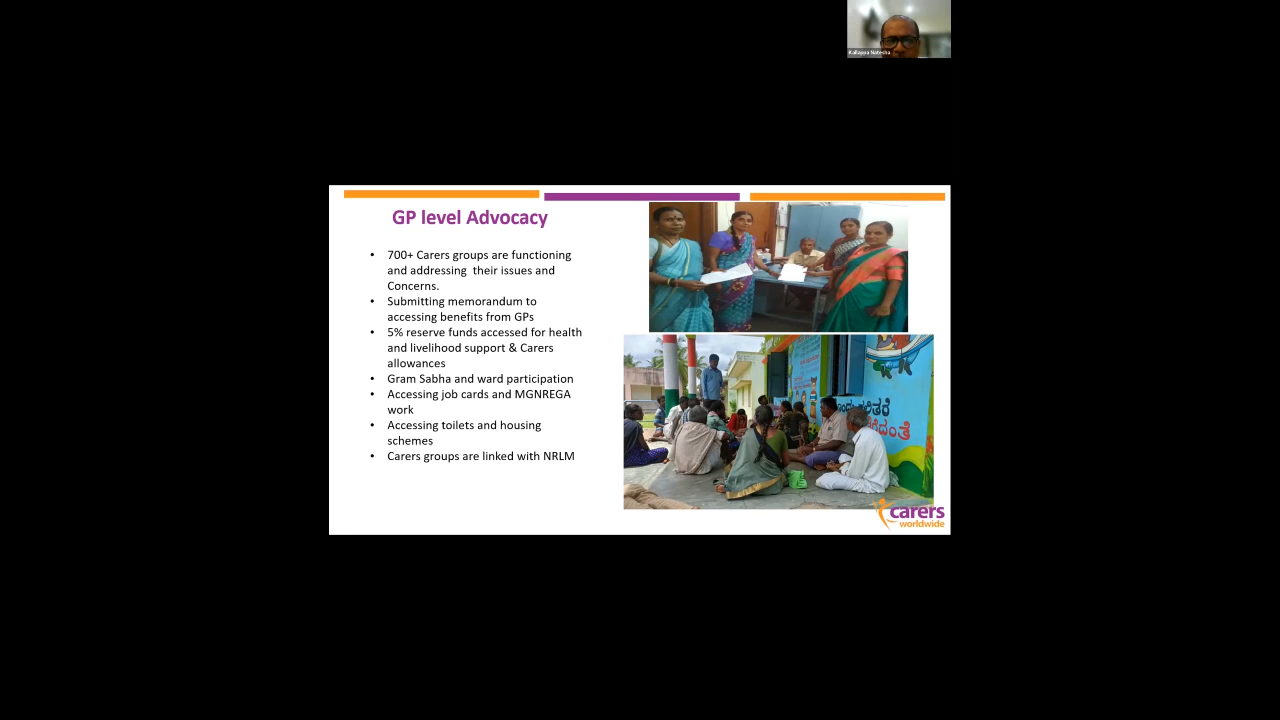 Kallappa Natesha
GP level Advocacy
• 700+ Carers groups are functioning
and addressing their issues and
Concerns.
• Submitting memorandum to
accessing benefits from GPs
• 5% reserve funds accessed for health
and livelihood support & Carers
allowances
• Gram Sabha and ward participation
• Accessing job cards and MGNREGA
work
• Accessing toilets and housing
schemes
• Carers groups are linked with NRLM
carers
worldwide